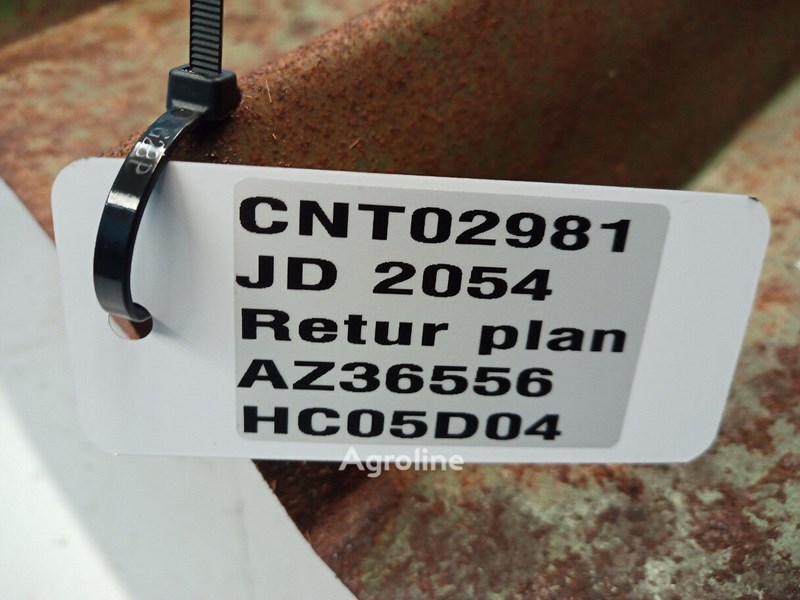 CNT02981
JD 2054
Retur plan
AZ36556
HC05D04
Agroline